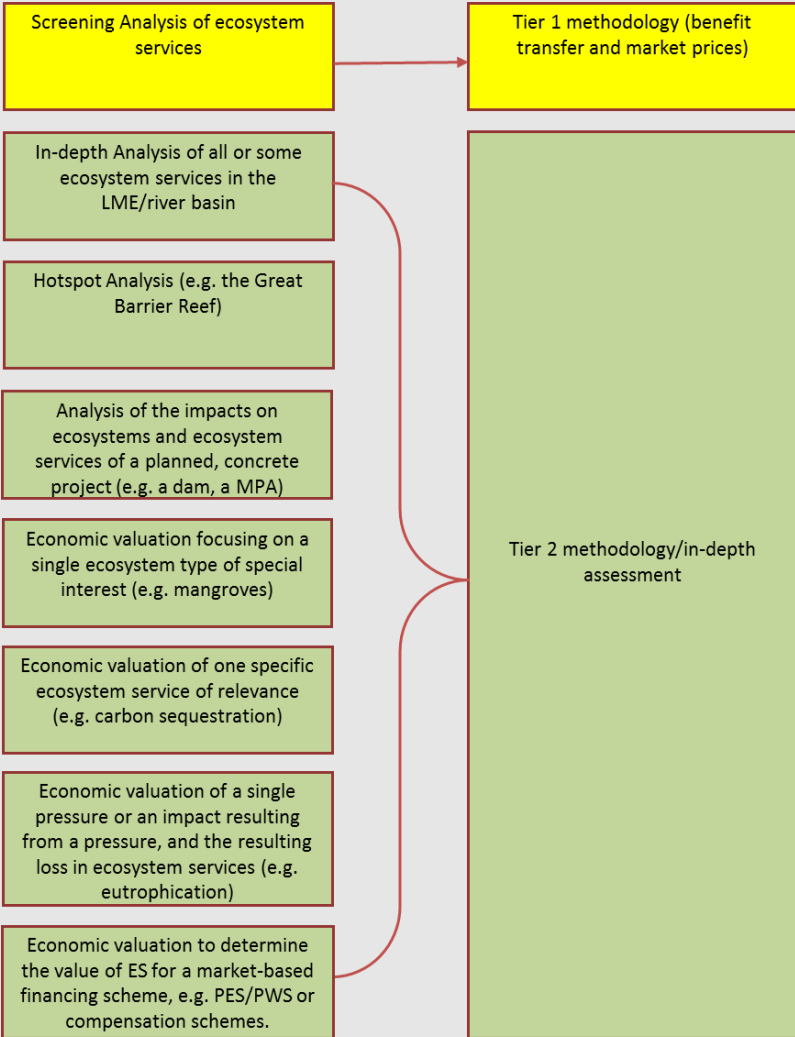 Screening Analysis of ecosystem
services
Tier 1 methodology (benefit
transfer and market prices)
In-depth Analysis of all or some
ecosystem services in the
LME/river basin
Hotspot Analysis (e.g. the Great
Barrier Reef)
Analysis of the impacts on
ecosystems and ecosystem
services of a planned, concrete
project (e.g. a dam, a MPA)
Economic valuation focusing on a
single ecosystem type of special
interest (e.g. mangroves)
Economic valuation of one specific
ecosystem service of relevance
(e.g. carbon sequestration)
Economic valuation of a single
pressure or an impact resulting
from a pressure, and the resulting
loss in ecosystem services (e.g.
eutrophication)
Economic valuation to determine
the value of ES for a market-based
financing scheme, e.g. PES/PWS or
compensation schemes.
Tier 2 methodology/in-depth
assessment